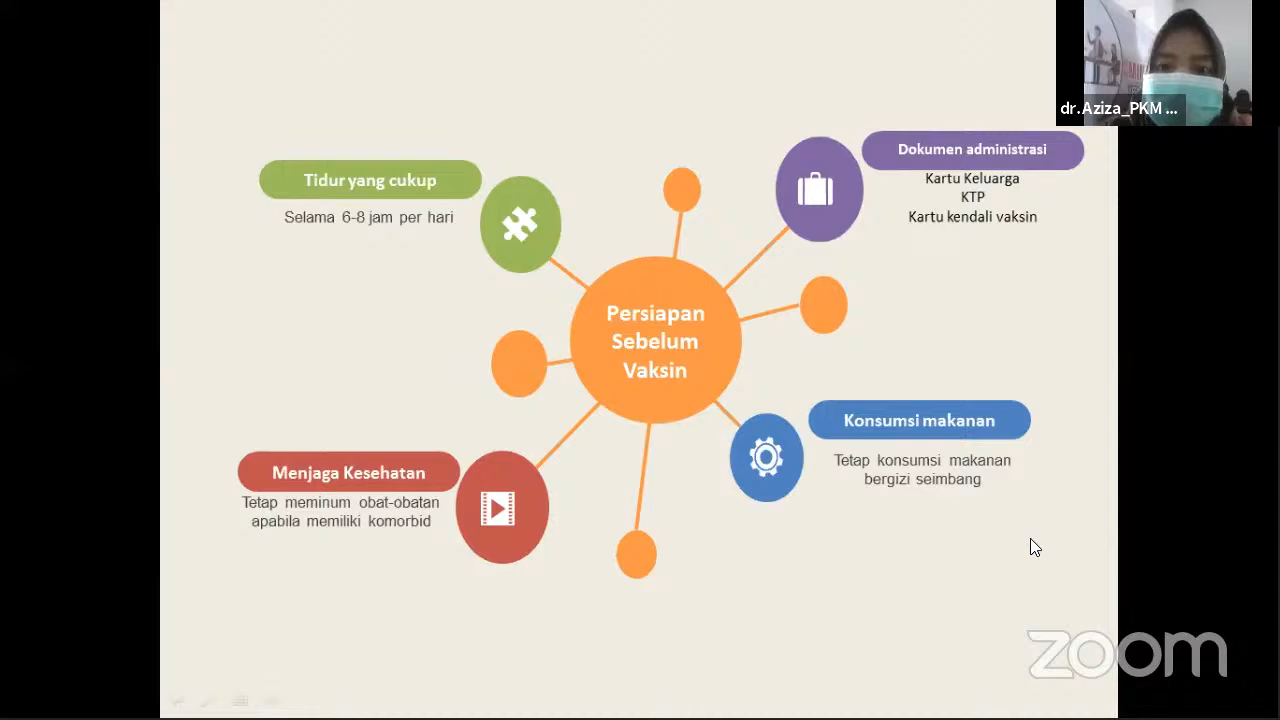 dr.Aziza_PKM ...
Dokumen administrasi
Kartu Keluarga
KTP
Kartu kendali vaksin
Tidur yang cukup
Selama 6-8 jam per hari
Persiapan
Sebelum
Vaksin
Konsumsi makanan
Tetap konsumsi makanan
bergizi seimbang
Menjaga Kesehatan
Tetap meminum obat-obatan
apabila memiliki komorbid
zoom